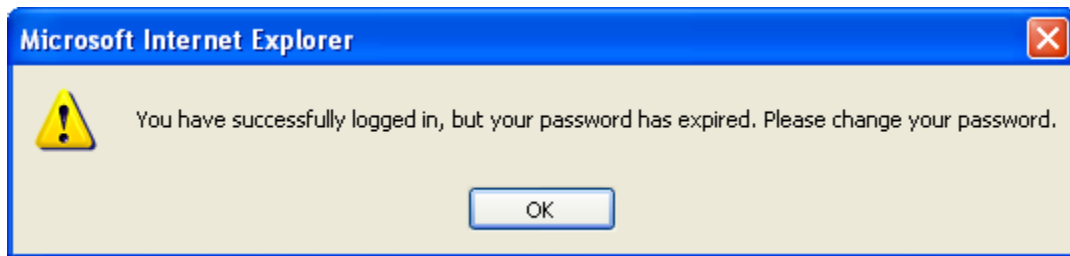 Microsoft Internet Explorer
You have successfully logged in, but your password has expired. Please change your password.
OK